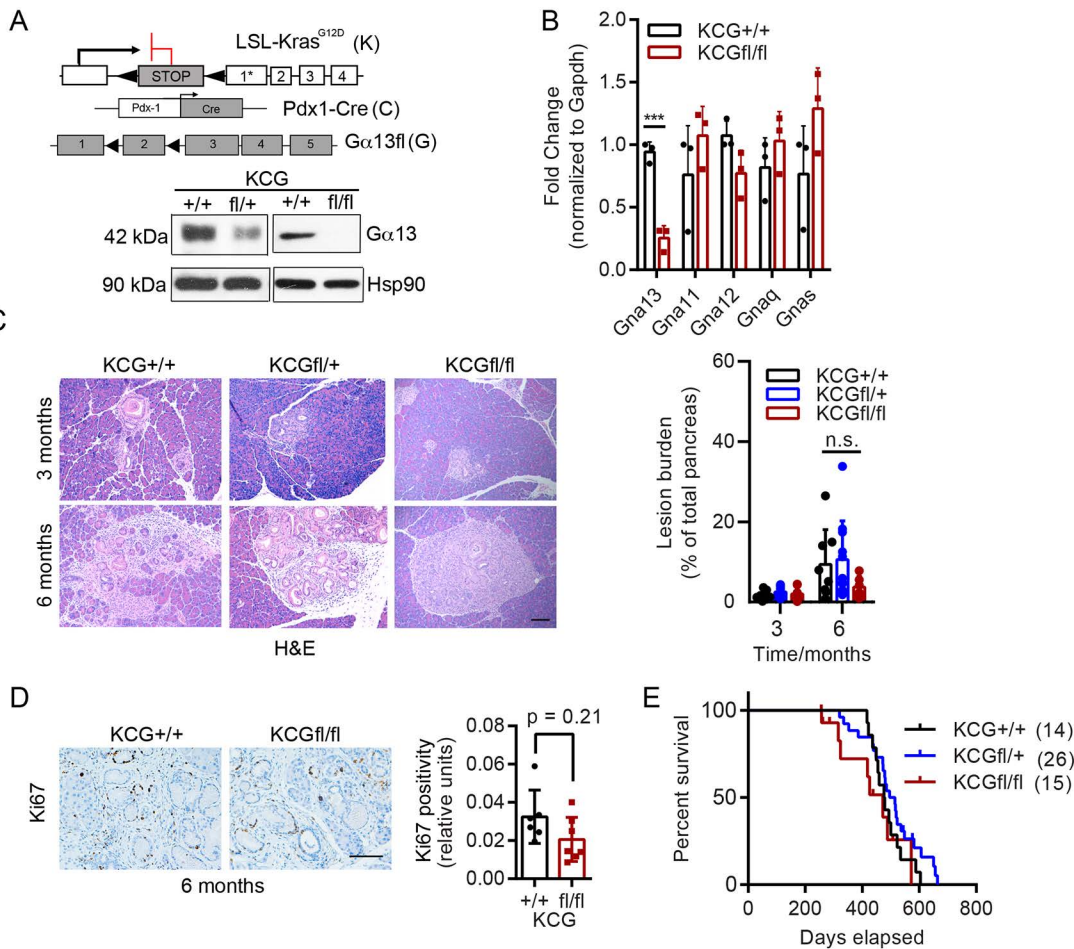 A
LSL-Kras^G12D (K)
STOP
1*
2
3
4
Pdx-1
Cre
Pdx1-Cre (C)
1
2
3
4
5
Gα13fl (G)
KCG
+/+ fl/+ +/+ fl/fl
42 kDa
Gα13
90 kDa
Hsp90
B
KCG+/+
KCGfl/fl
Fold Change
(normalized to Gapdh)
2.0
1.5
1.0
0.5
0.0
***
Gna13
Gna11
Gna12
Gnaq
Gnas
KCG+/+
KCGfl/+
KCGfl/fl
3 months
6 months
H&E
Lesion burden
(% of total pancreas)
60
40
20
0
KCG+/+
KCGfl/+
KCGfl/fl
n.s.
3 6
Time/months
D
KCG+/+
KCGfl/fl
Ki67
6 months
Ki67 positivity
(relative units)
0.08
0.06
0.04
0.02
0.00
p = 0.21
+/+ fl/fl
KCG
E
Percent survival
100
50
0
KCG+/+ (14)
KCGfl/+ (26)
KCGfl/fl (15)
0 200 400 600 800
Days elapsed